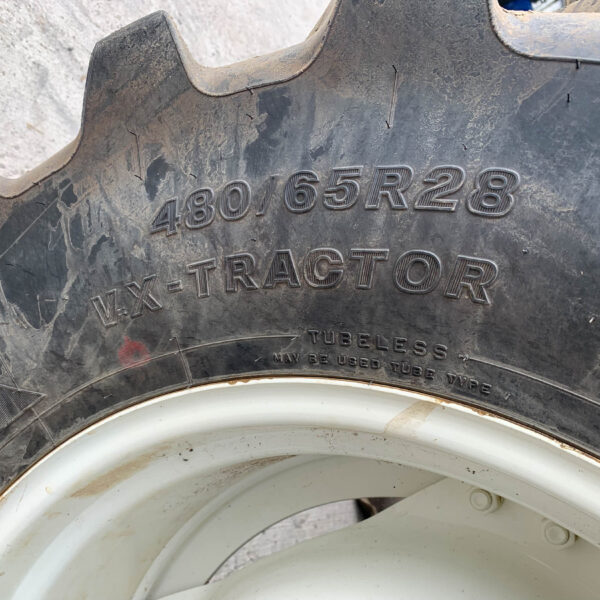 480/65R28
VX-TRACTOR
TUBELESS
MAY BE USED TUBE TYPE